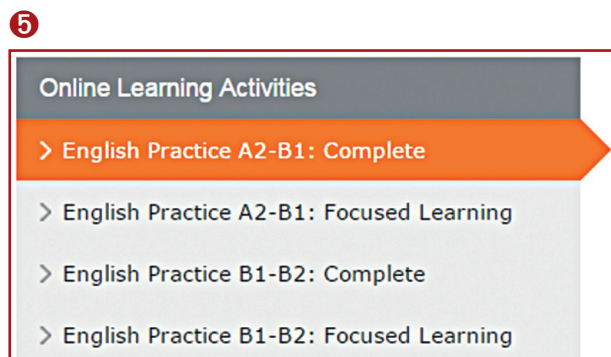 5
Online Learning Activities
> English Practice A2-B1: Complete
> English Practice A2-B1: Focused Learning
> English Practice B1-B2: Complete
> English Practice B1-B2: Focused Learning